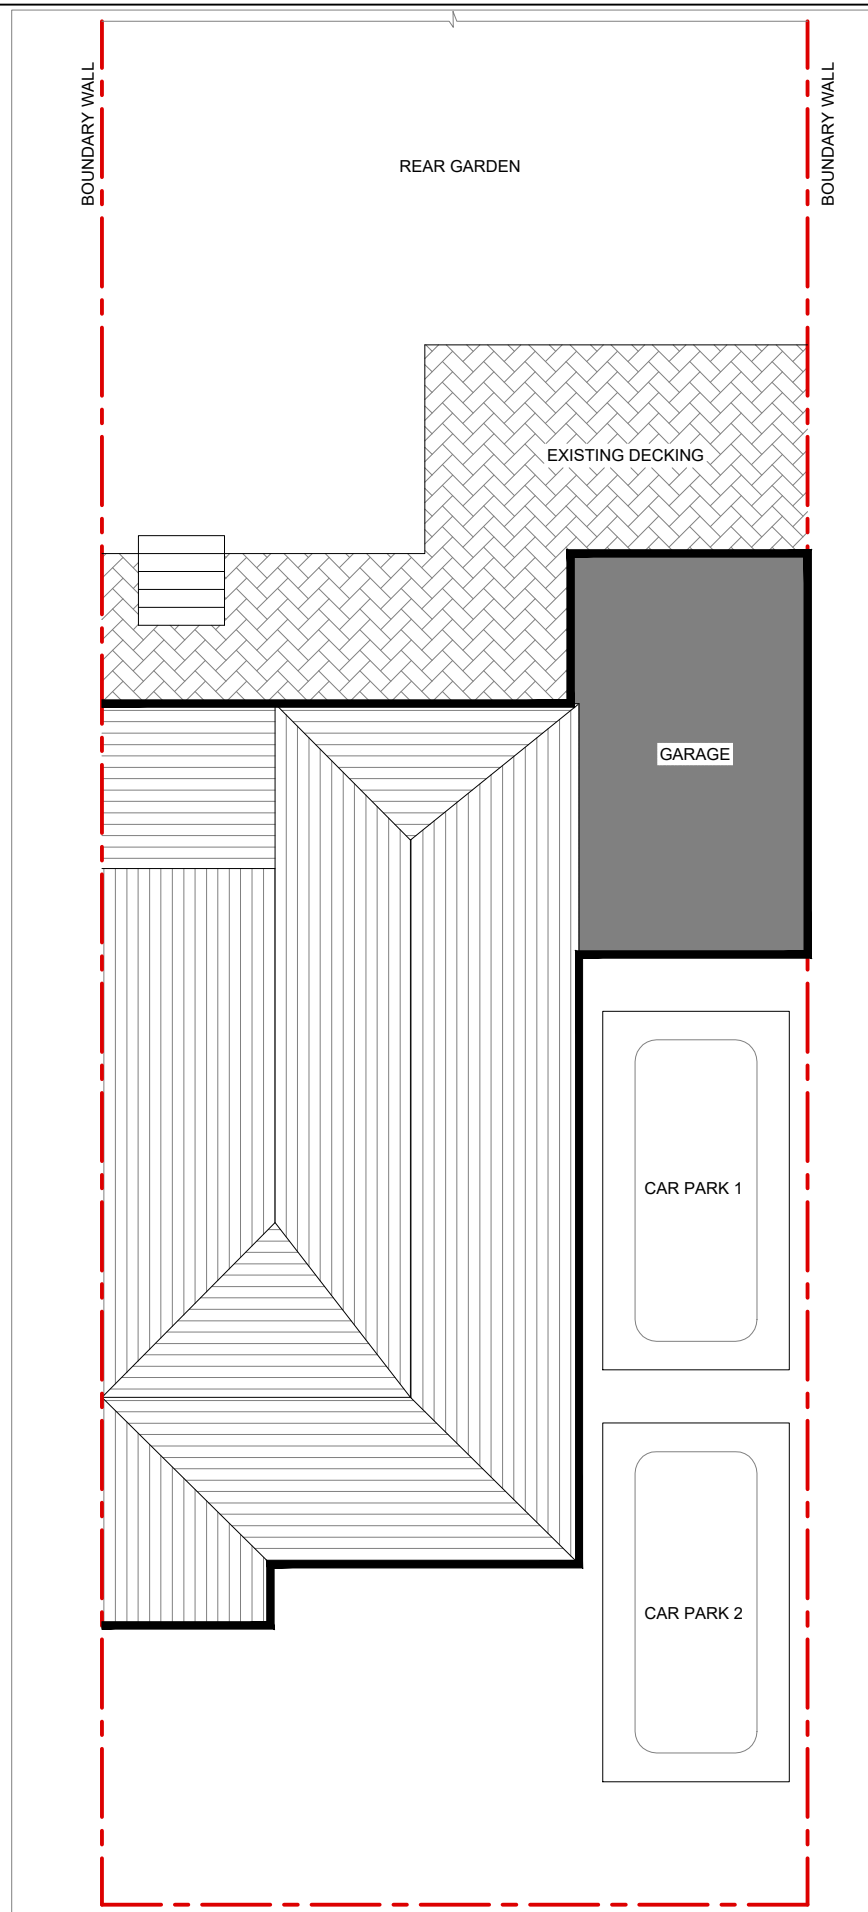 BOUNDARY WALL
BOUNDARY WALL
REAR GARDEN
EXISTING DECKING
GARAGE
CAR PARK 1
CAR PARK 2